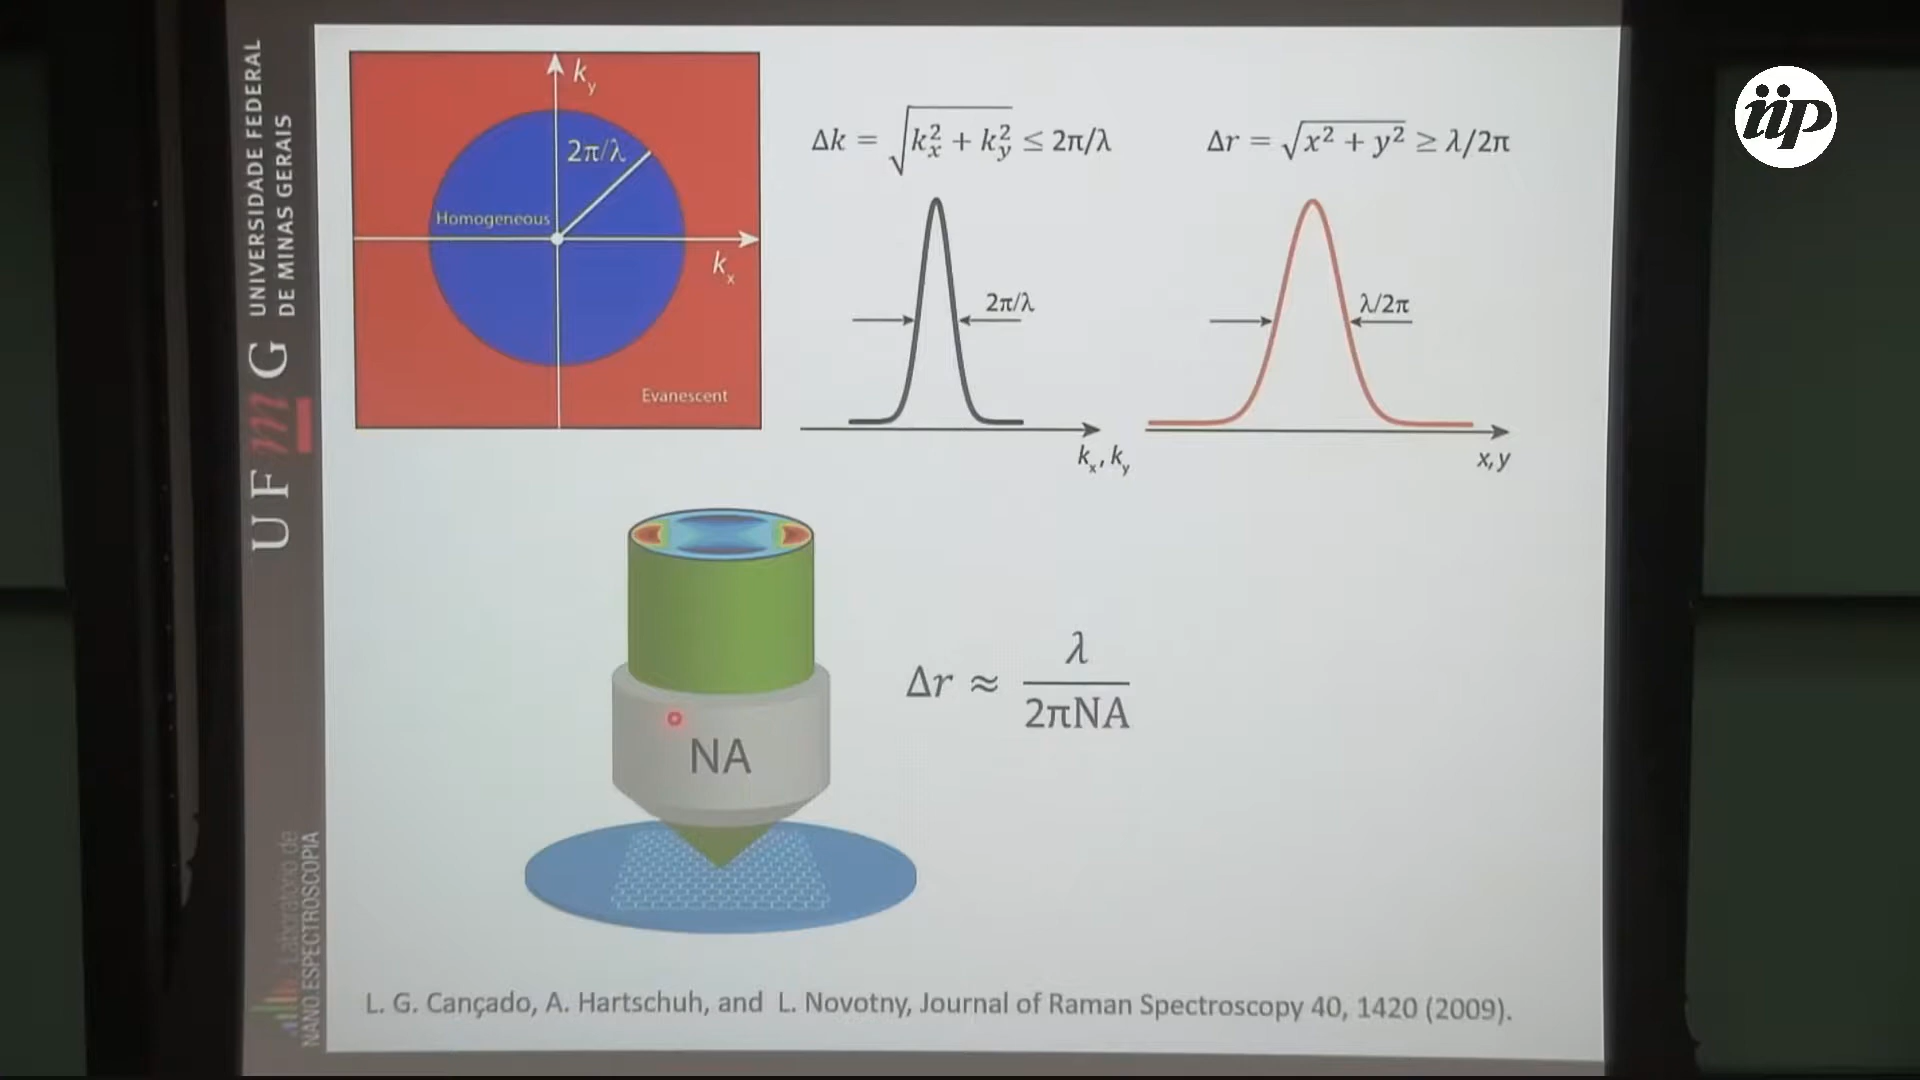 iip
UNIVERSIDADE FEDERAL
DE MINAS GERAIS
UFmG
Laboratório de
NANO.ESPECTROSCOPIA
k_y
2π/λ
Homogeneous
k_x
Evanescent
Δk = √(k_x² + k_y²) ≤ 2π/λ
2π/λ
k_x, k_y
Δr = √(x² + y²) ≥ λ/2π
λ/2π
x, y
NA
Δr ≈ λ/2πNA
L. G. Cançado, A. Hartschuh, and L. Novotny, Journal of Raman Spectroscopy 40, 1420 (2009).